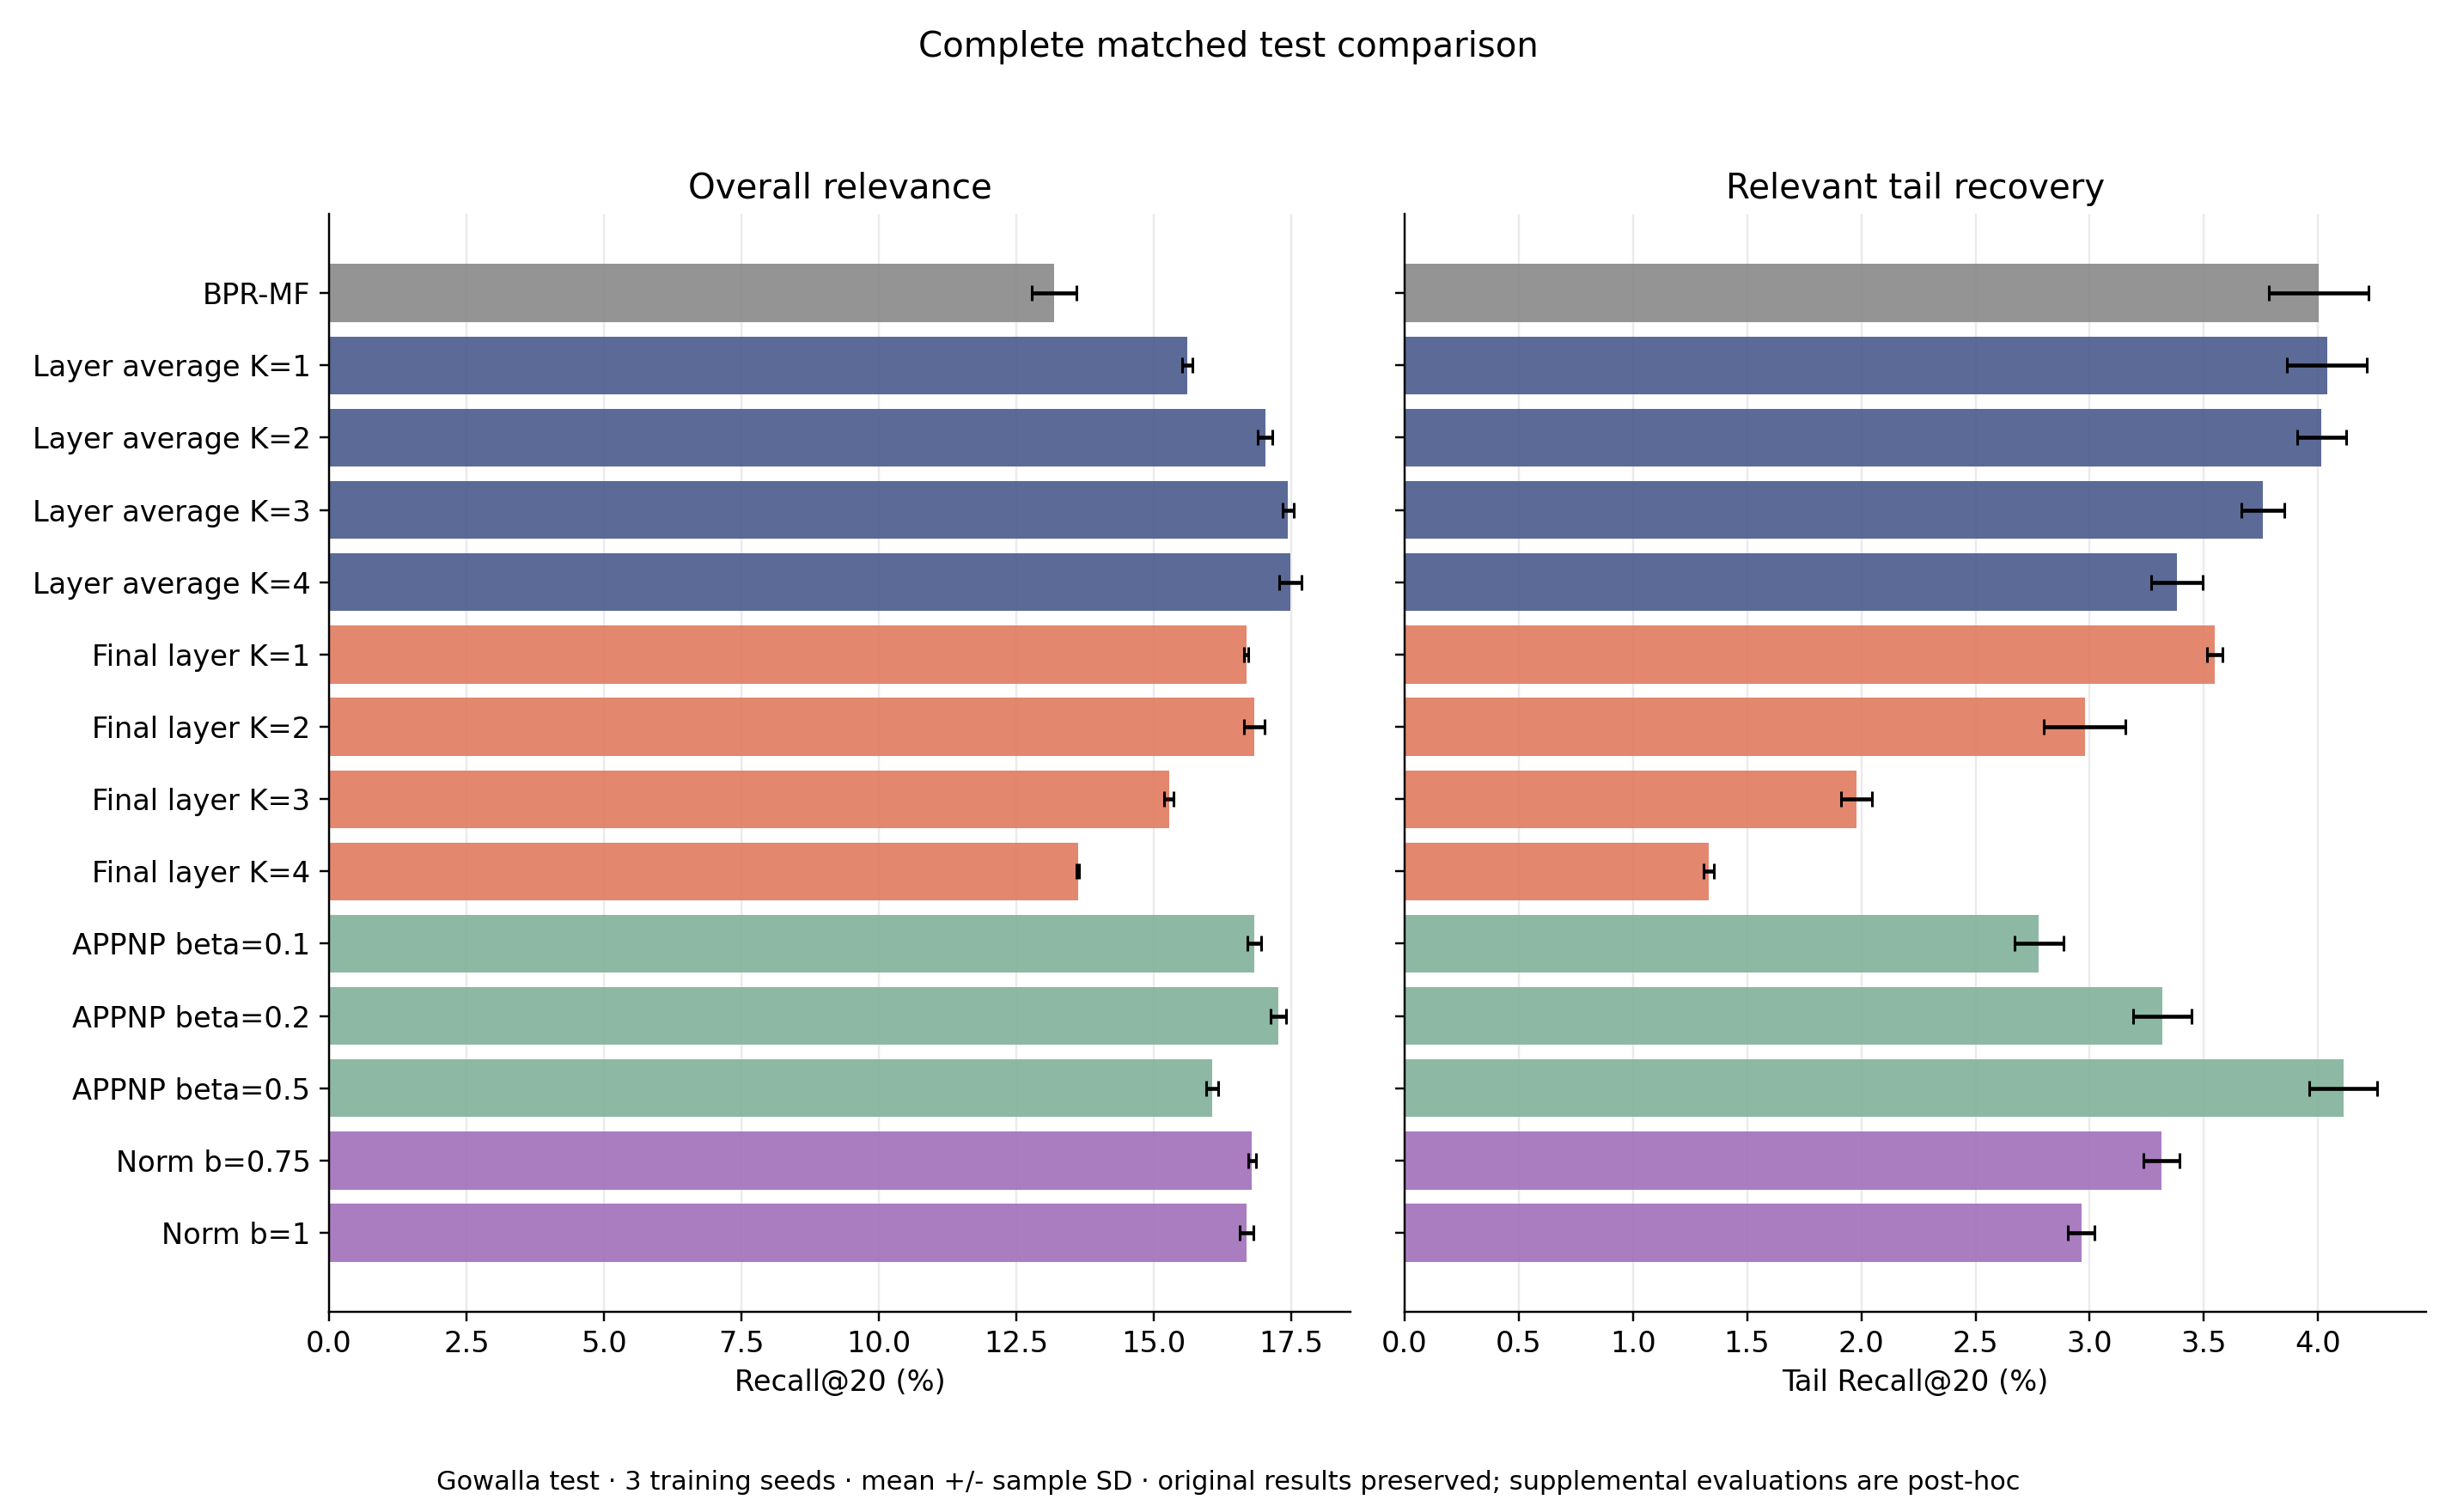 Complete matched test comparison
Overall relevance
BPR-MF
Layer average K=1
Layer average K=2
Layer average K=3
Layer average K=4
Final layer K=1
Final layer K=2
Final layer K=3
Final layer K=4
APPNP beta=0.1
APPNP beta=0.2
APPNP beta=0.5
Norm b=0.75
Norm b=1
0.0 2.5 5.0 7.5 10.0 12.5 15.0 17.5
Recall@20 (%)
Relevant tail recovery
0.0 0.5 1.0 1.5 2.0 2.5 3.0 3.5 4.0
Tail Recall@20 (%)
Gowalla test · 3 training seeds · mean +/- sample SD · original results preserved; supplemental evaluations are post-hoc